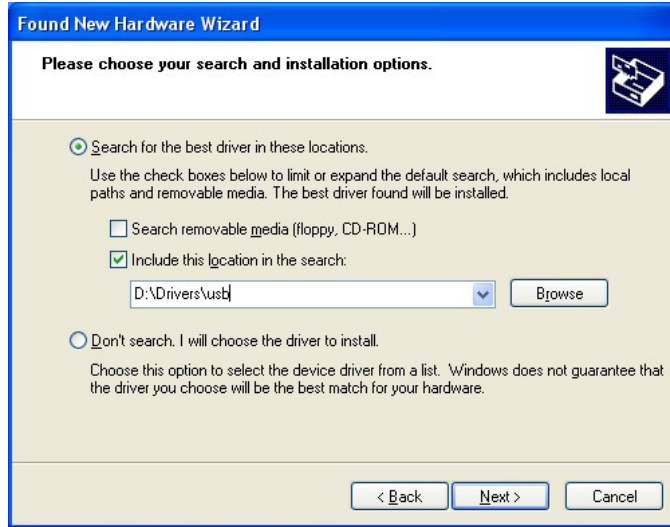 Found New Hardware Wizard
Please choose your search and installation options.
Search for the best driver in these locations.
Use the check boxes below to limit or expand the default search, which includes local
paths and removable media. The best driver found will be installed.
Search removable media (floppy, CD-ROM...)
Include this location in the search:
D:\Drivers\usb
Browse
Don't search. I will choose the driver to install.
Choose this option to select the device driver from a list. Windows does not guarantee that
the driver you choose will be the best match for your hardware.
< Back Next > Cancel